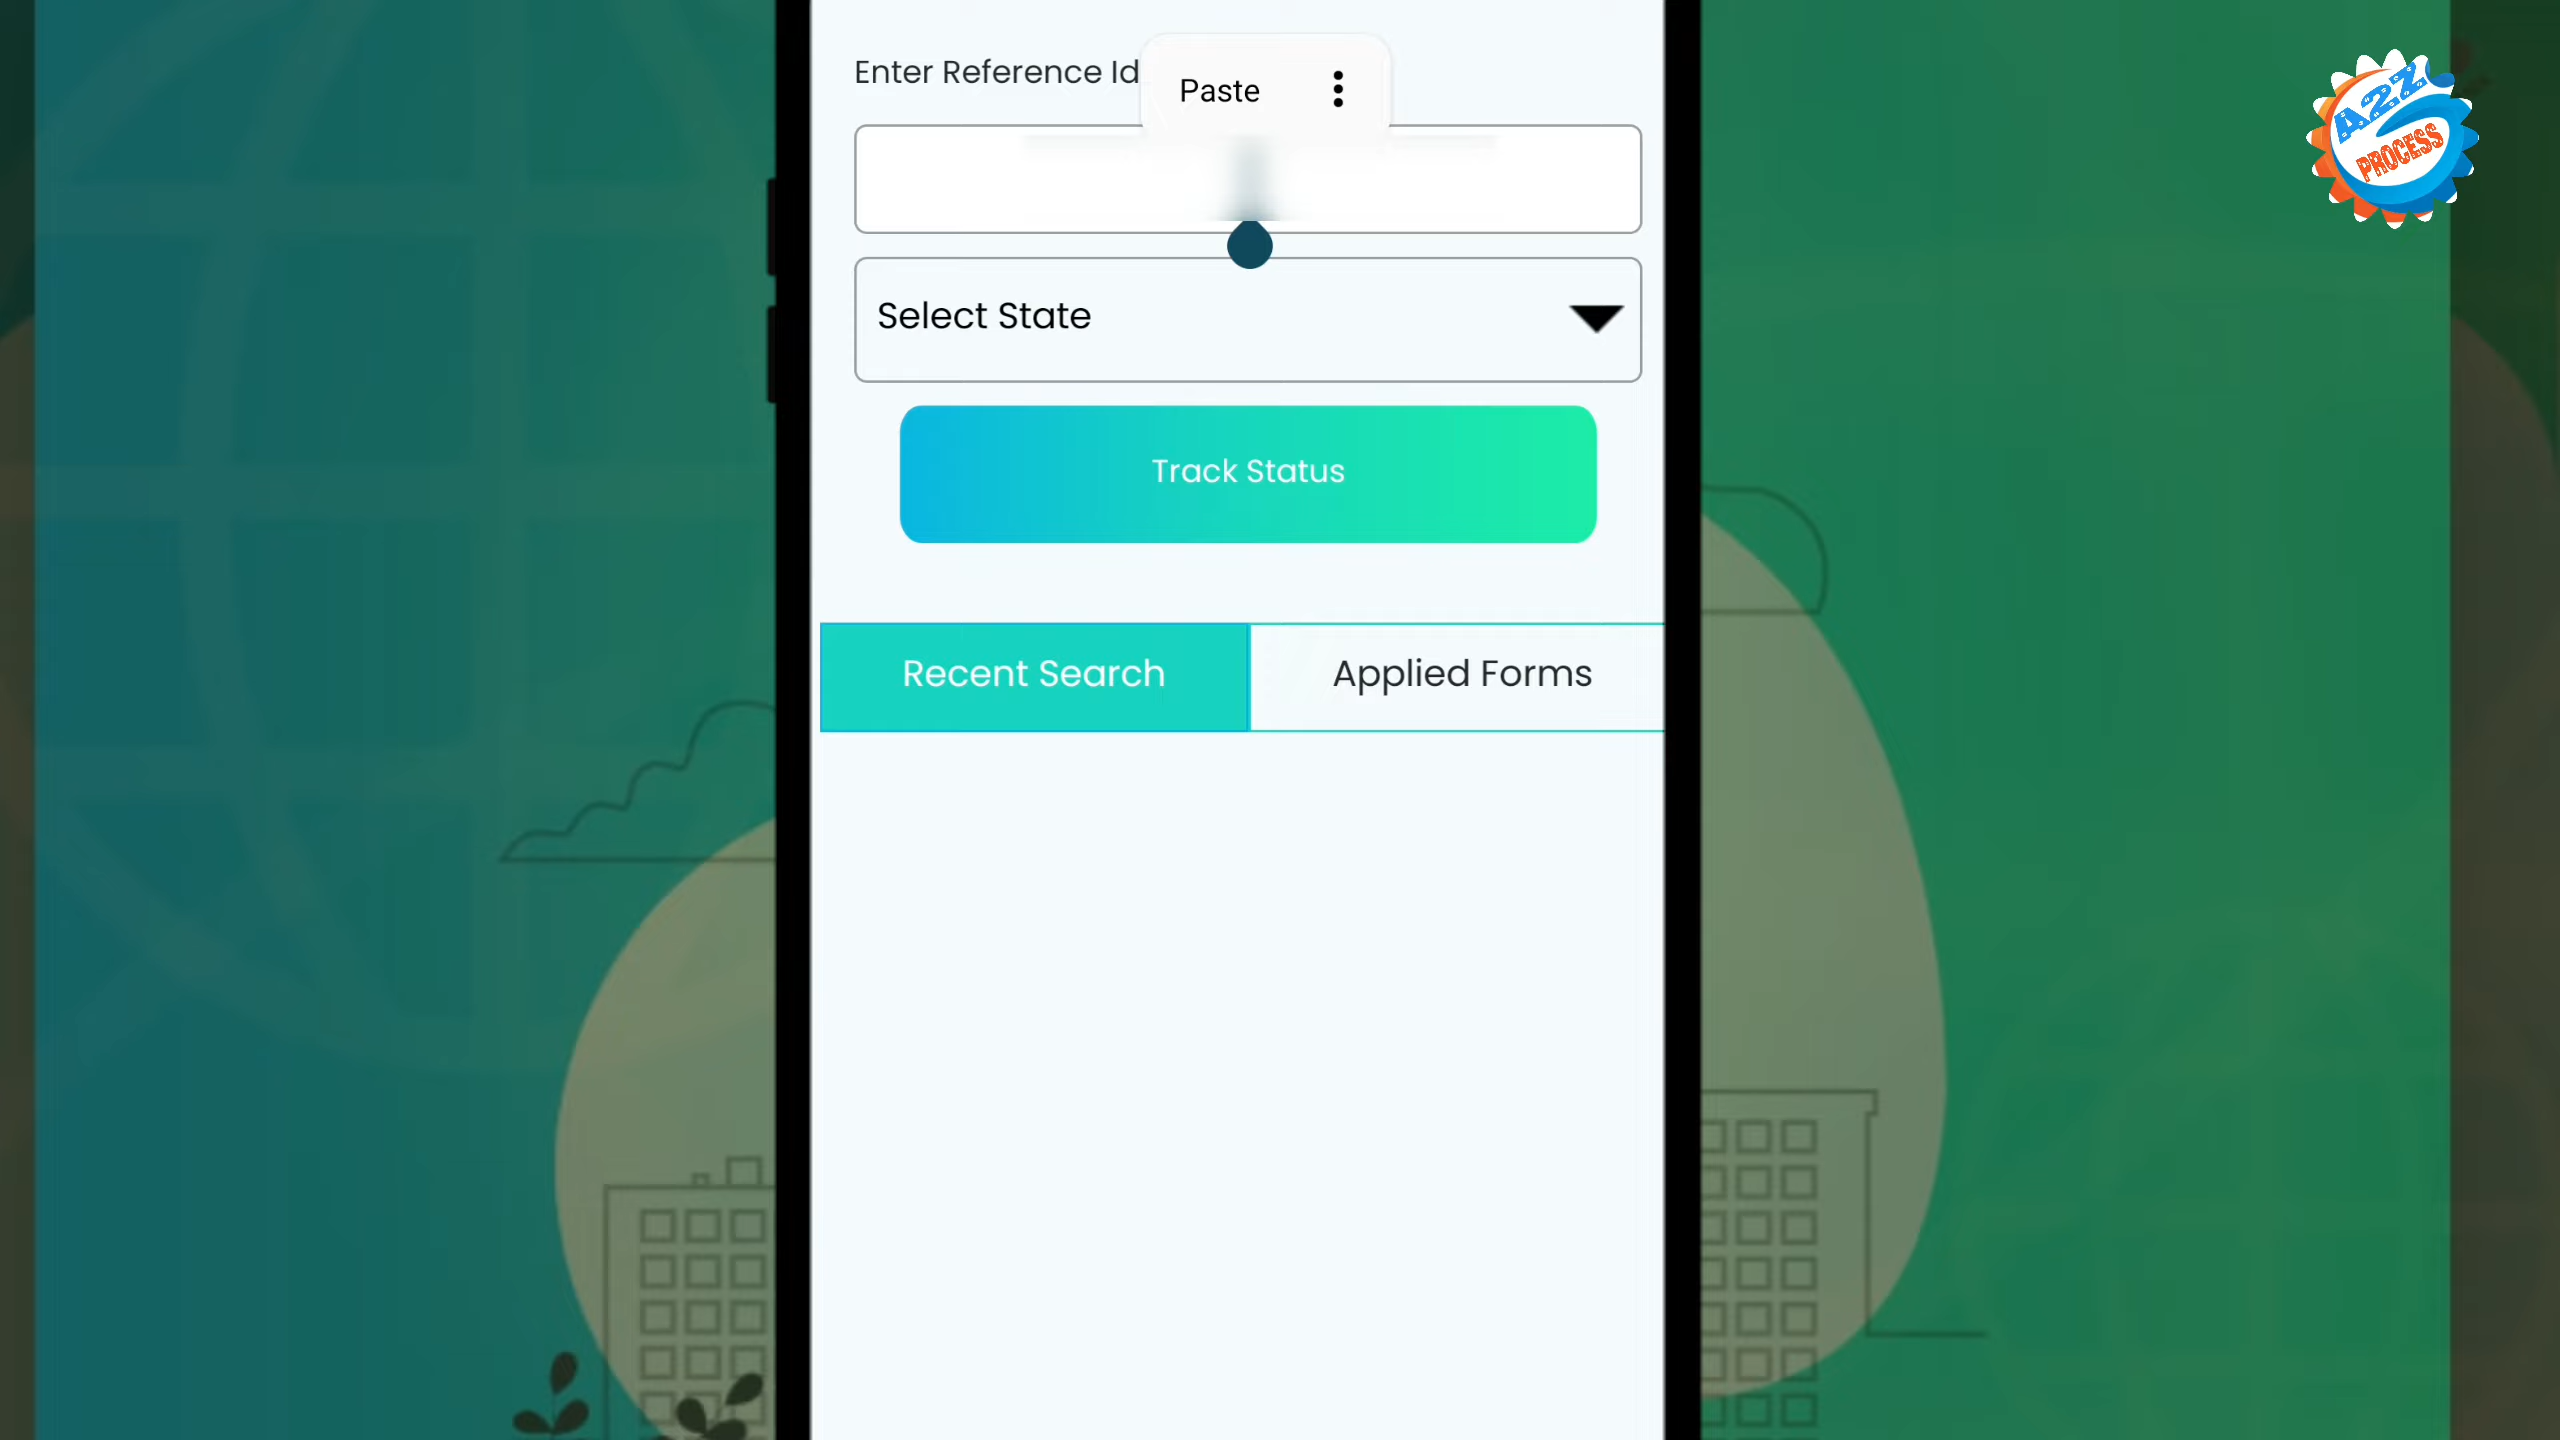 Enter Reference Id
Paste
Select State
Track Status
Recent Search
Applied Forms
A2Z
PROCESS